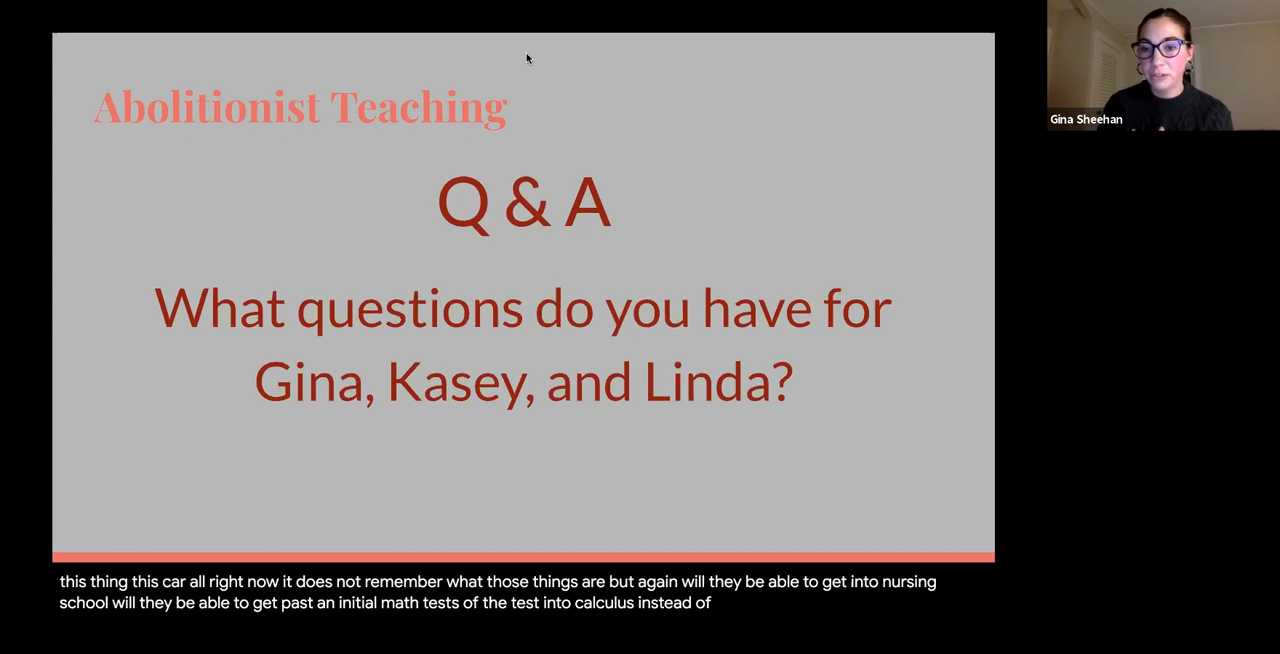 Abolitionist Teaching
Q & A
What questions do you have for
Gina, Kasey, and Linda?
Gina Sheehan
this thing this car all right now it does not remember what those things are but again will they be able to get into nursing
school will they be able to get past an initial math tests of the test into calculus instead of